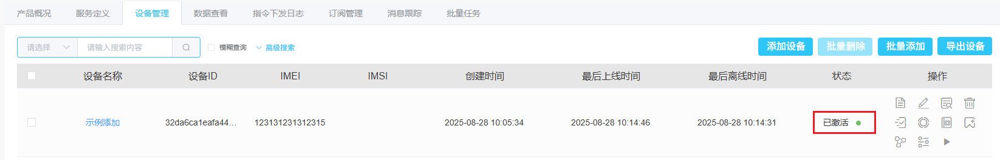 产品概况 服务定义 设备管理 数据查看 指令下发日志 订阅管理 消息跟踪 批量任务
请选择 请输入搜索内容 模糊查询 高级搜索 添加设备 批量删除 批量添加 导出设备
设备名称 设备ID IMEI IMSI 创建时间 最后上线时间 最后离线时间 状态 操作
示例添加 32da6ca1eafa44... 123131231312315 2025-08-28 10:05:34 2025-08-28 10:14:46 2025-08-28 10:14:31 已激活